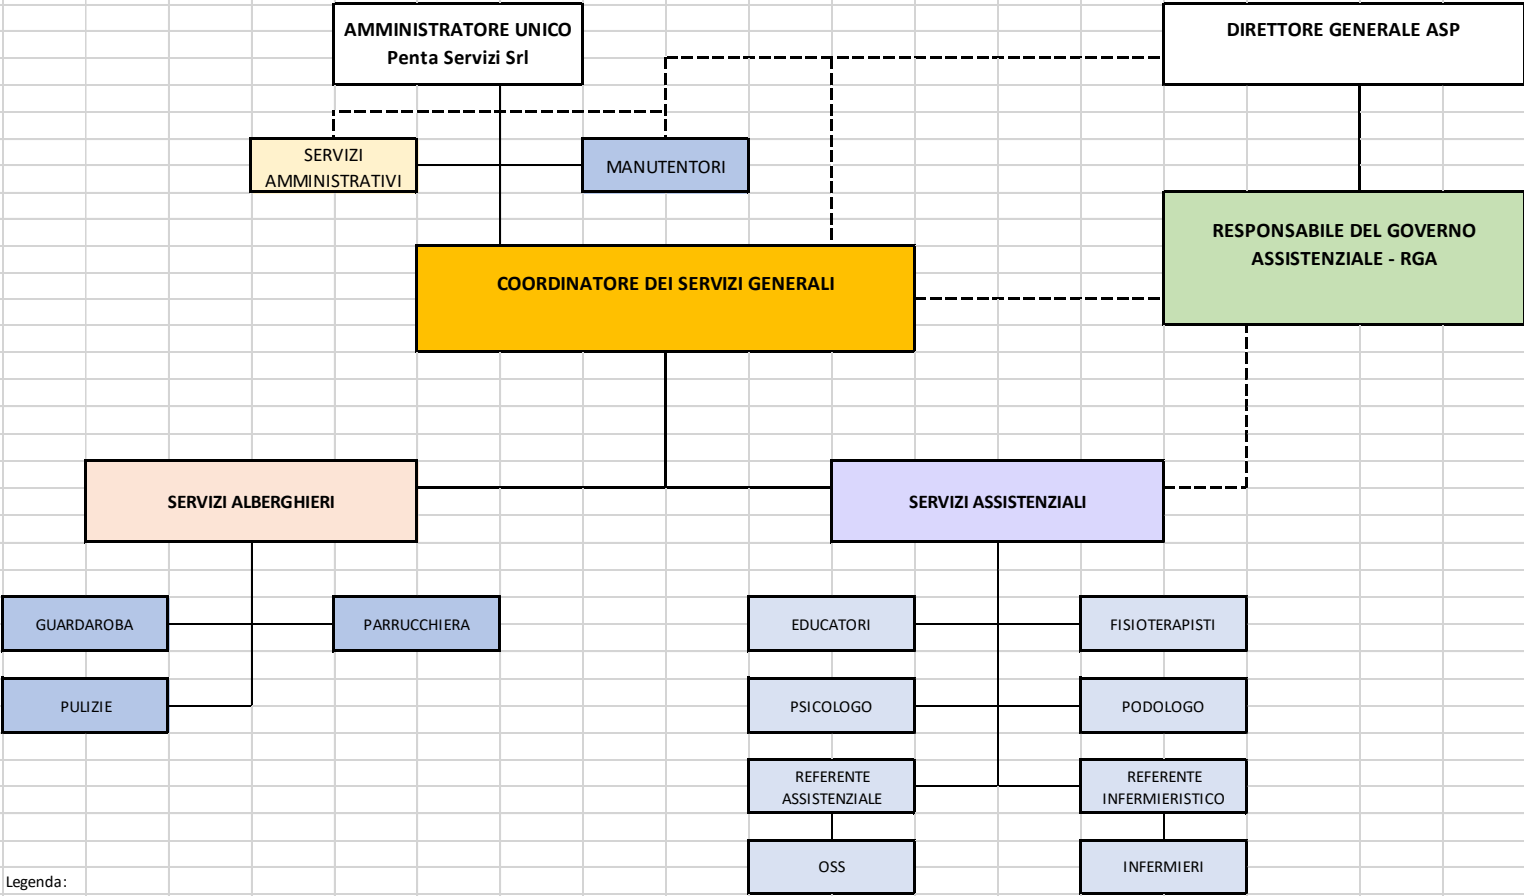 AMMINISTRATORE UNICO
Penta Servizi Srl
DIRETTORE GENERALE ASP
SERVIZI
AMMINISTRATIVI
MANUTENTORI
RESPONSABILE DEL GOVERNO
ASSISTENZIALE - RGA
COORDINATORE DEI SERVIZI GENERALI
SERVIZI ALBERGHIERI
SERVIZI ASSISTENZIALI
GUARDAROBA
PARRUCCHIERA
EDUCATORI
FISIOTERAPISTI
PULIZIE
PSICOLOGO
PODOLOGO
REFERENTE
ASSISTENZIALE
REFERENTE
INFERMIERISTICO
OSS
INFERMIERI
Legenda: